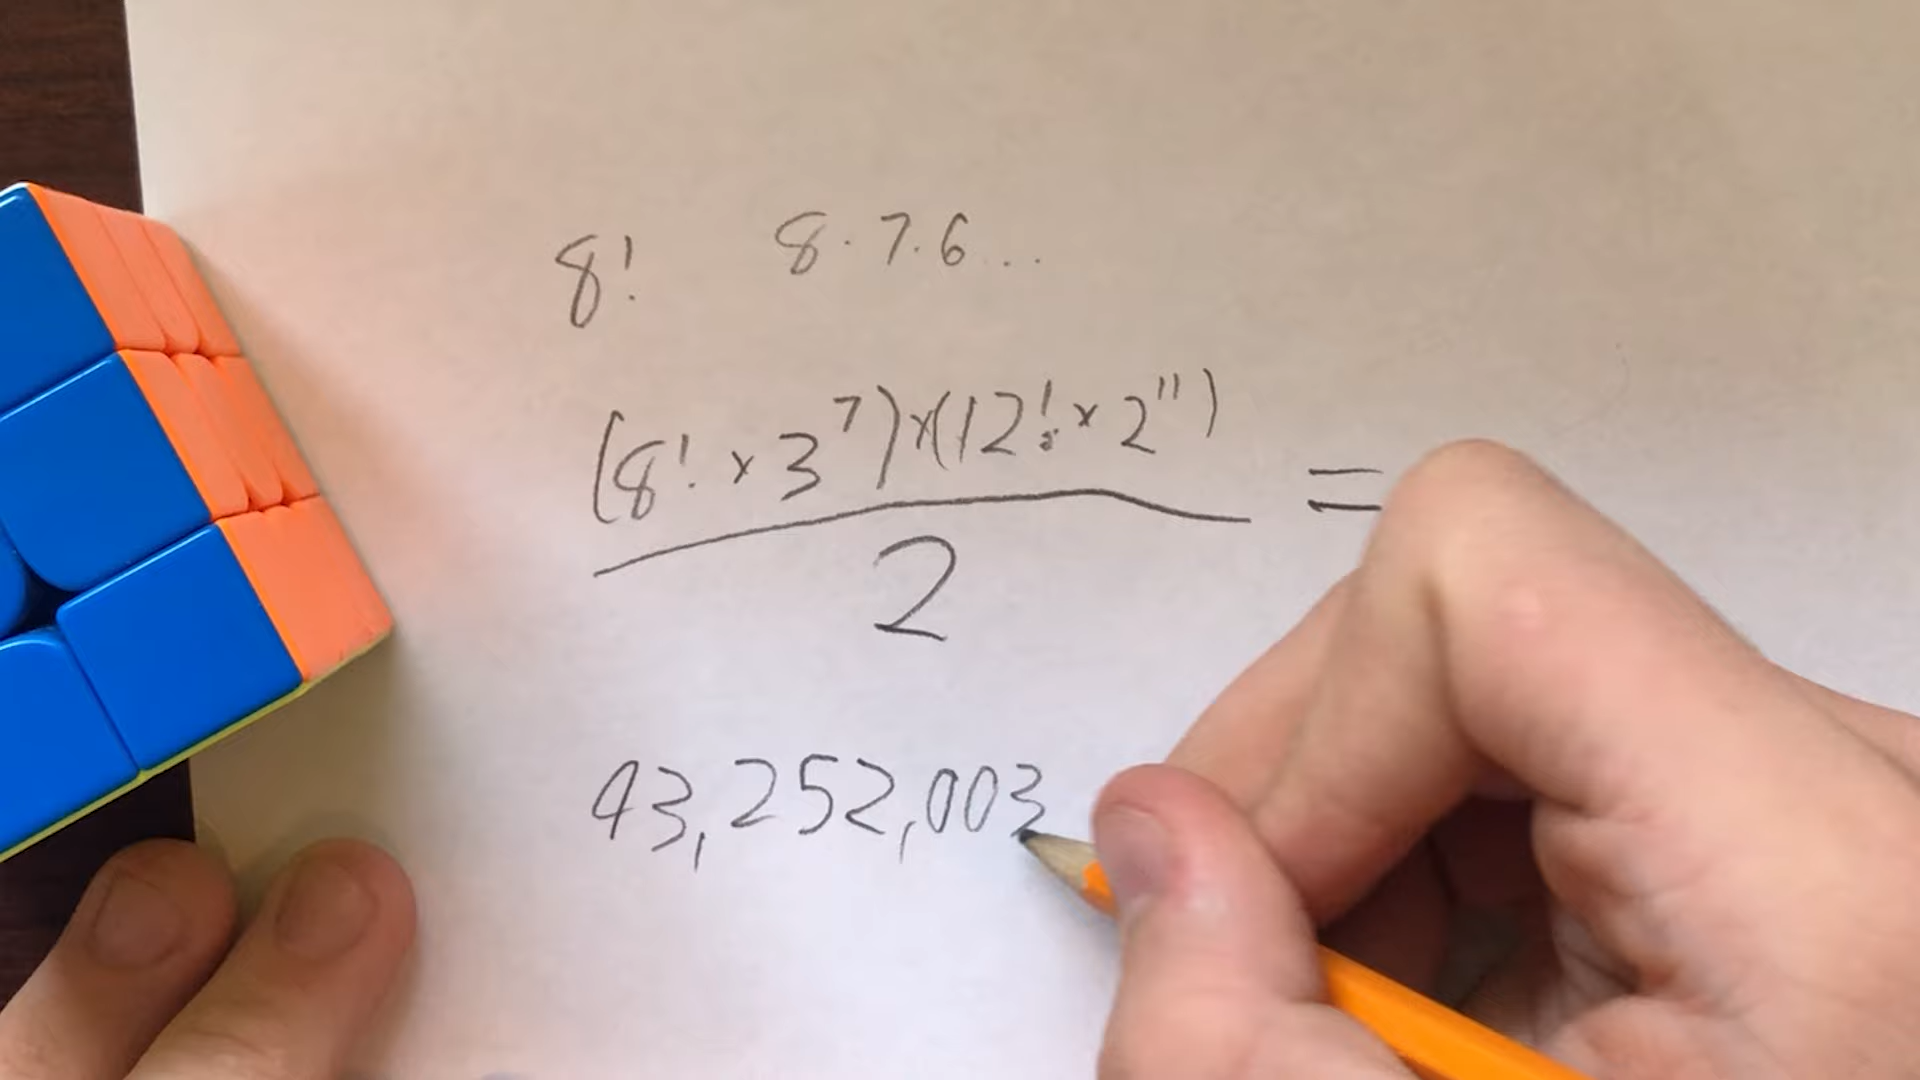 8! 8·7·6...
(8! × 3⁷)×(12! × 2¹¹)
2
=
43,252,003